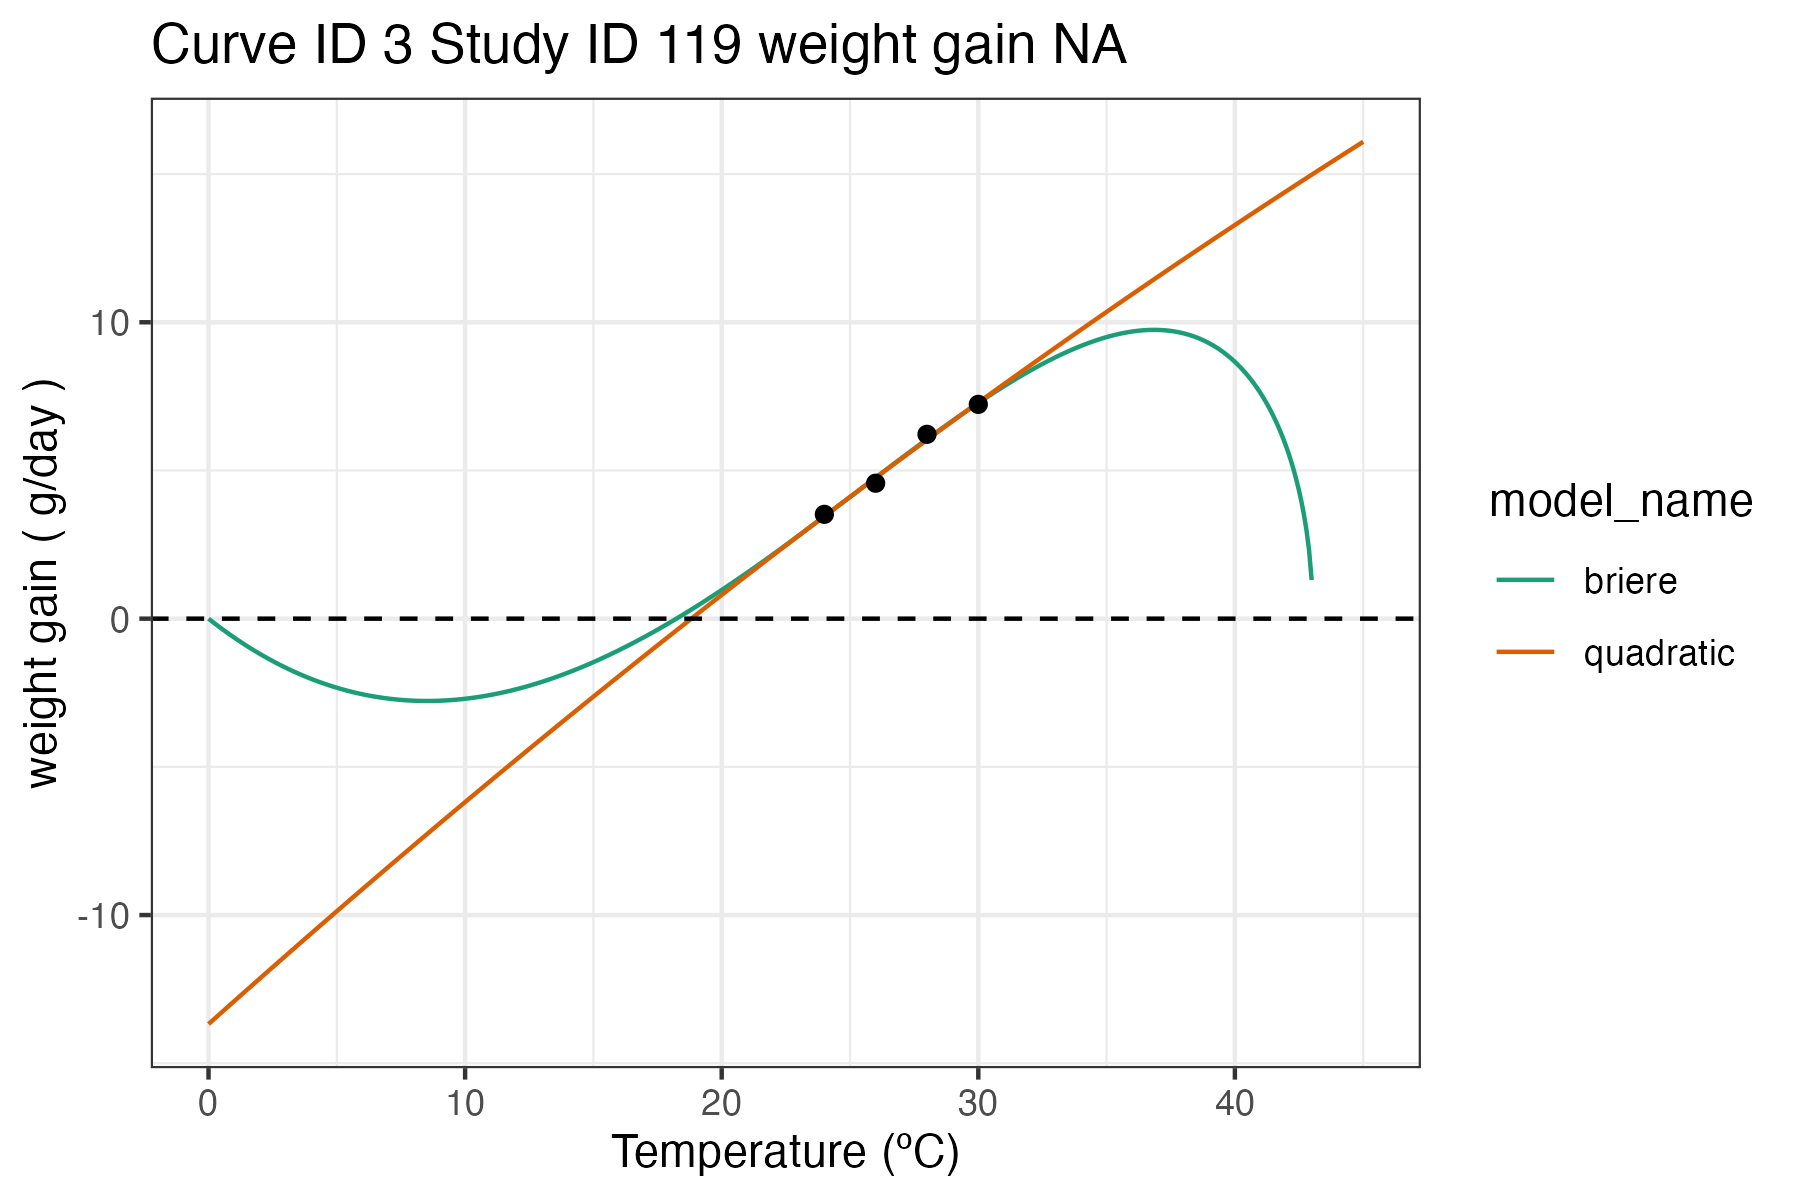 Curve ID 3 Study ID 119 weight gain NA
weight gain ( g/day )
10
0
-10
0
10
20
30
40
Temperature (ºC)
model_name
briere
quadratic